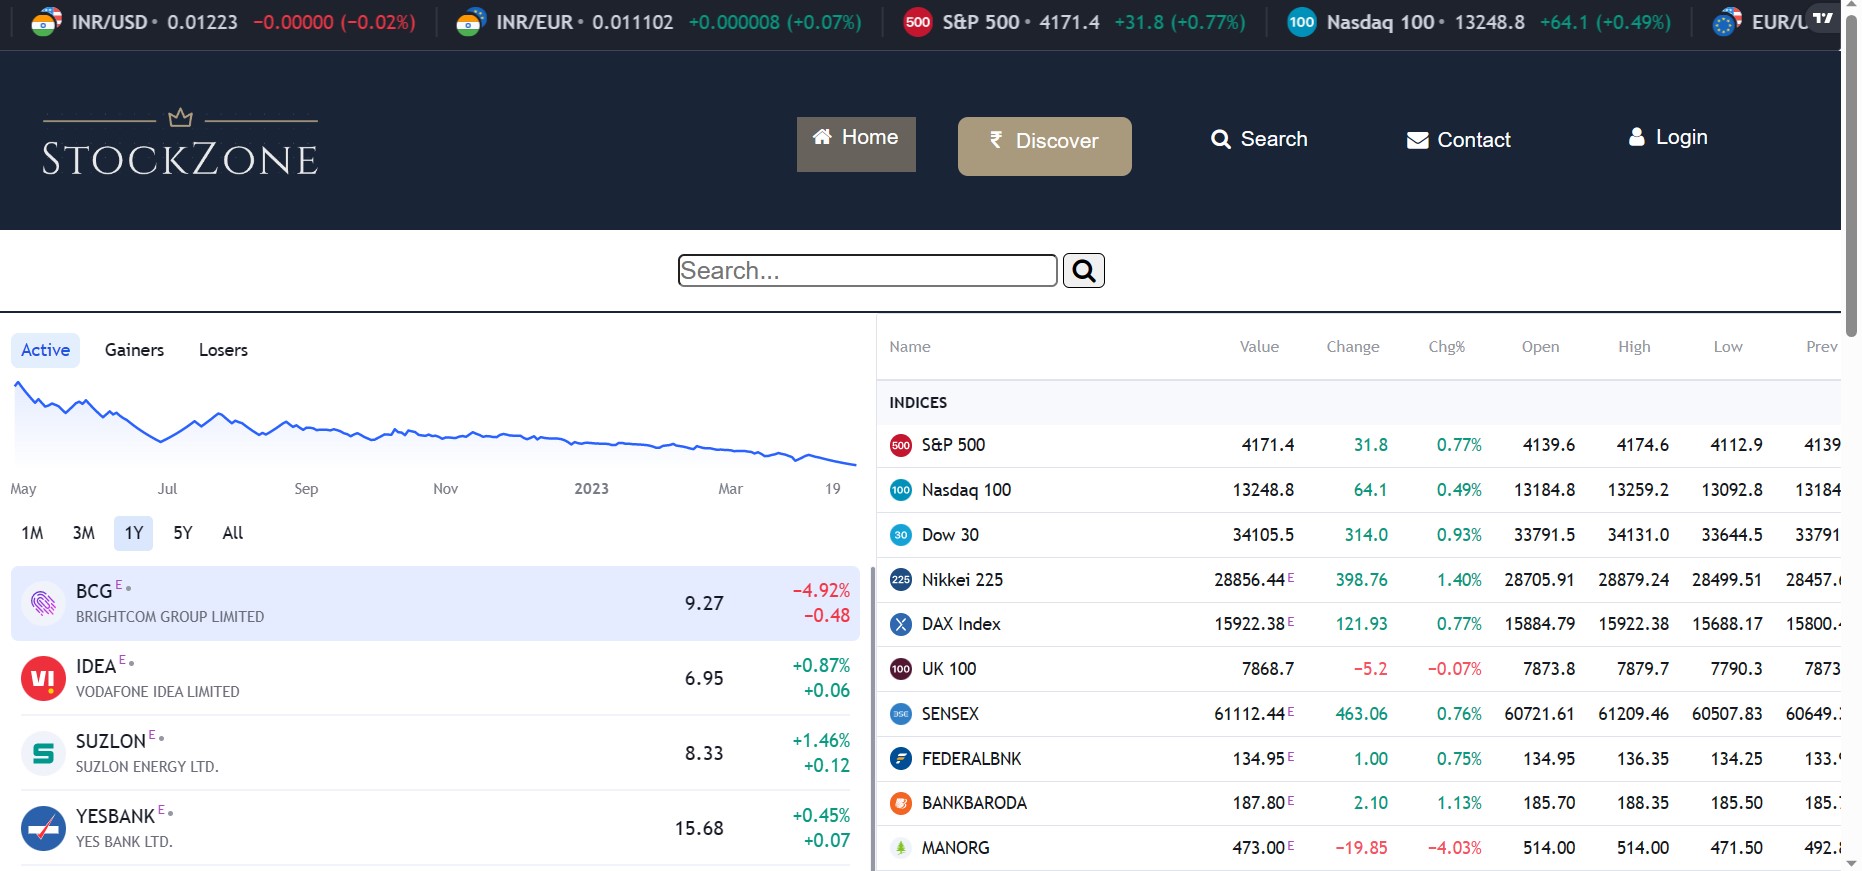 INR/USD • 0.01223 −0.00000 (−0.02%) INR/EUR • 0.011102 +0.000008 (+0.07%) 500 S&P 500 • 4171.4 +31.8 (+0.77%) 100 Nasdaq 100 • 13248.8 +64.1 (+0.49%) EUR/U
STOCKZONE
Home ₹ Discover Search Contact Login
Search...
Active Gainers Losers
May Jul Sep Nov 2023 Mar 19
1M 3M 1Y 5Y All
BCG E • 9.27 −4.92%
BRIGHTCOM GROUP LIMITED −0.48
IDEA E • 6.95 +0.87%
VODAFONE IDEA LIMITED +0.06
SUZLON E • 8.33 +1.46%
SUZLON ENERGY LTD. +0.12
YESBANK E • 15.68 +0.45%
YES BANK LTD. +0.07
Name Value Change Chg% Open High Low Prev
INDICES
500 S&P 500 4171.4 31.8 0.77% 4139.6 4174.6 4112.9 4139
100 Nasdaq 100 13248.8 64.1 0.49% 13184.8 13259.2 13092.8 13184
30 Dow 30 34105.5 314.0 0.93% 33791.5 34131.0 33644.5 33791
225 Nikkei 225 28856.44 E 398.76 1.40% 28705.91 28879.24 28499.51 28457.
DAX Index 15922.38 E 121.93 0.77% 15884.79 15922.38 15688.17 15800.
100 UK 100 7868.7 −5.2 −0.07% 7873.8 7879.7 7790.3 7873
BSE SENSEX 61112.44 E 463.06 0.76% 60721.61 61209.46 60507.83 60649.
FEDERALBNK 134.95 E 1.00 0.75% 134.95 136.35 134.25 133.
BANKBARODA 187.80 E 2.10 1.13% 185.70 188.35 185.50 185.
MANORG 473.00 E −19.85 −4.03% 514.00 514.00 471.50 492.